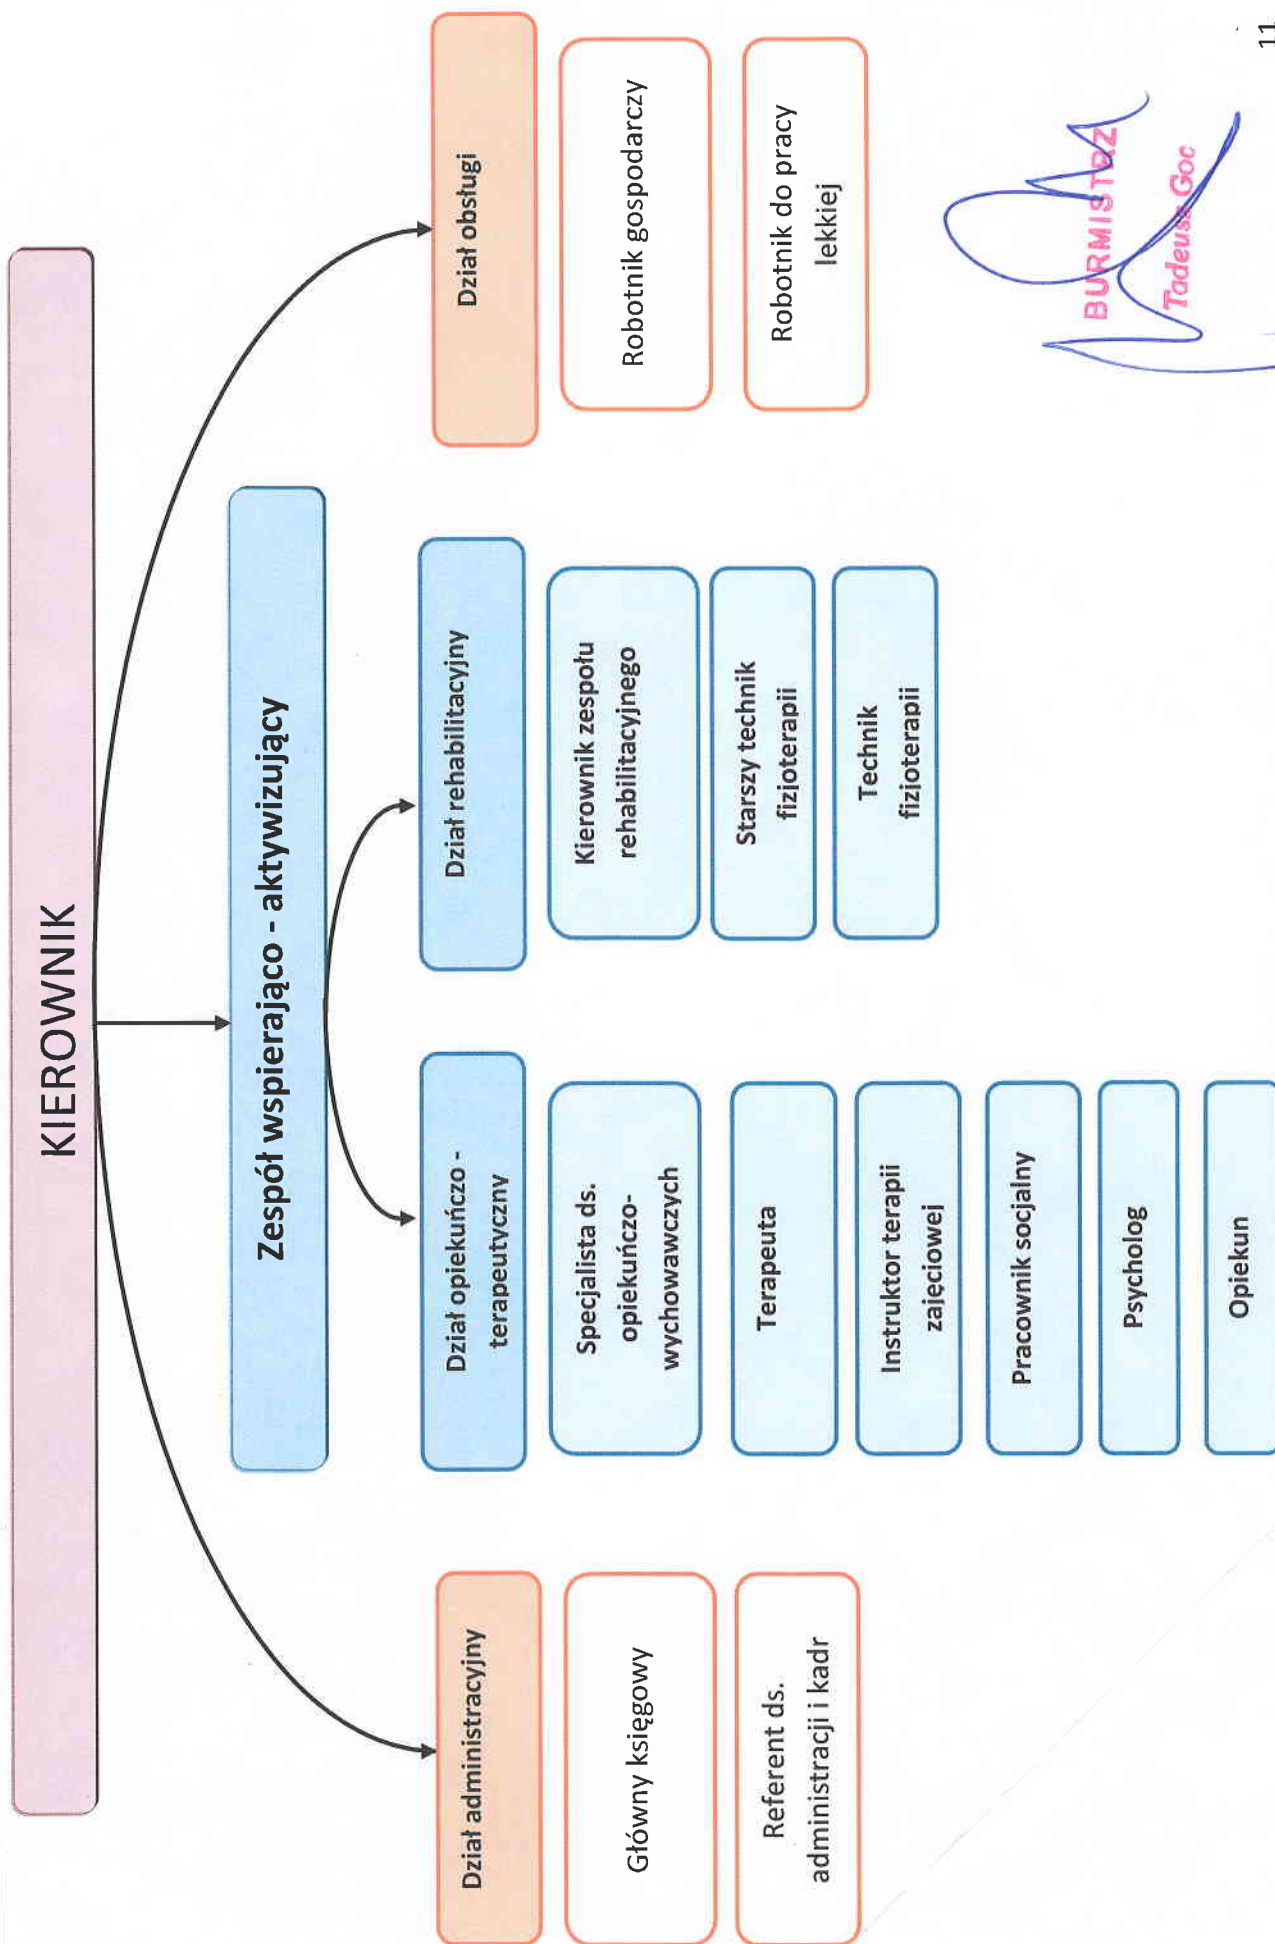 KIEROWNIK
Zespół wspierająco - aktywizujący
Dział administracyjny
Główny księgowy
Referent ds.
administracji i kadr
Dział opiekuńczo -
terapeutyczny
Specjalista ds.
opiekuńczo-
wychowawczych
Terapeuta
Instruktor terapii
zajęciowej
Pracownik socjalny
Psycholog
Opiekun
Dział rehabilitacyjny
Kierownik zespołu
rehabilitacyjnego
Starszy technik
fizjoterapii
Technik
fizjoterapii
Dział obsługi
Robotnik gospodarczy
Robotnik do pracy
lekkiej
BURMISTRZ
Tadeusz Goc
11